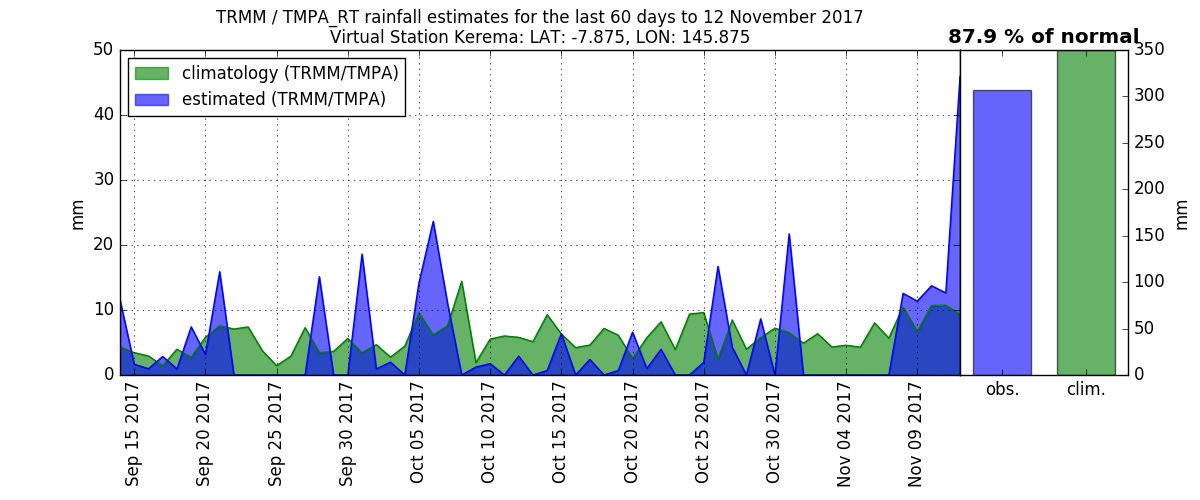 TRMM / TMPA_RT rainfall estimates for the last 60 days to 12 November 2017
Virtual Station Kerema: LAT: -7.875, LON: 145.875
87.9 % of normal
climatology (TRMM/TMPA)
estimated (TRMM/TMPA)
50
40
30
20
10
0
mm
350
300
250
200
150
100
50
0
mm
Sep 15 2017
Sep 20 2017
Sep 25 2017
Sep 30 2017
Oct 05 2017
Oct 10 2017
Oct 15 2017
Oct 20 2017
Oct 25 2017
Oct 30 2017
Nov 04 2017
Nov 09 2017
obs.
clim.